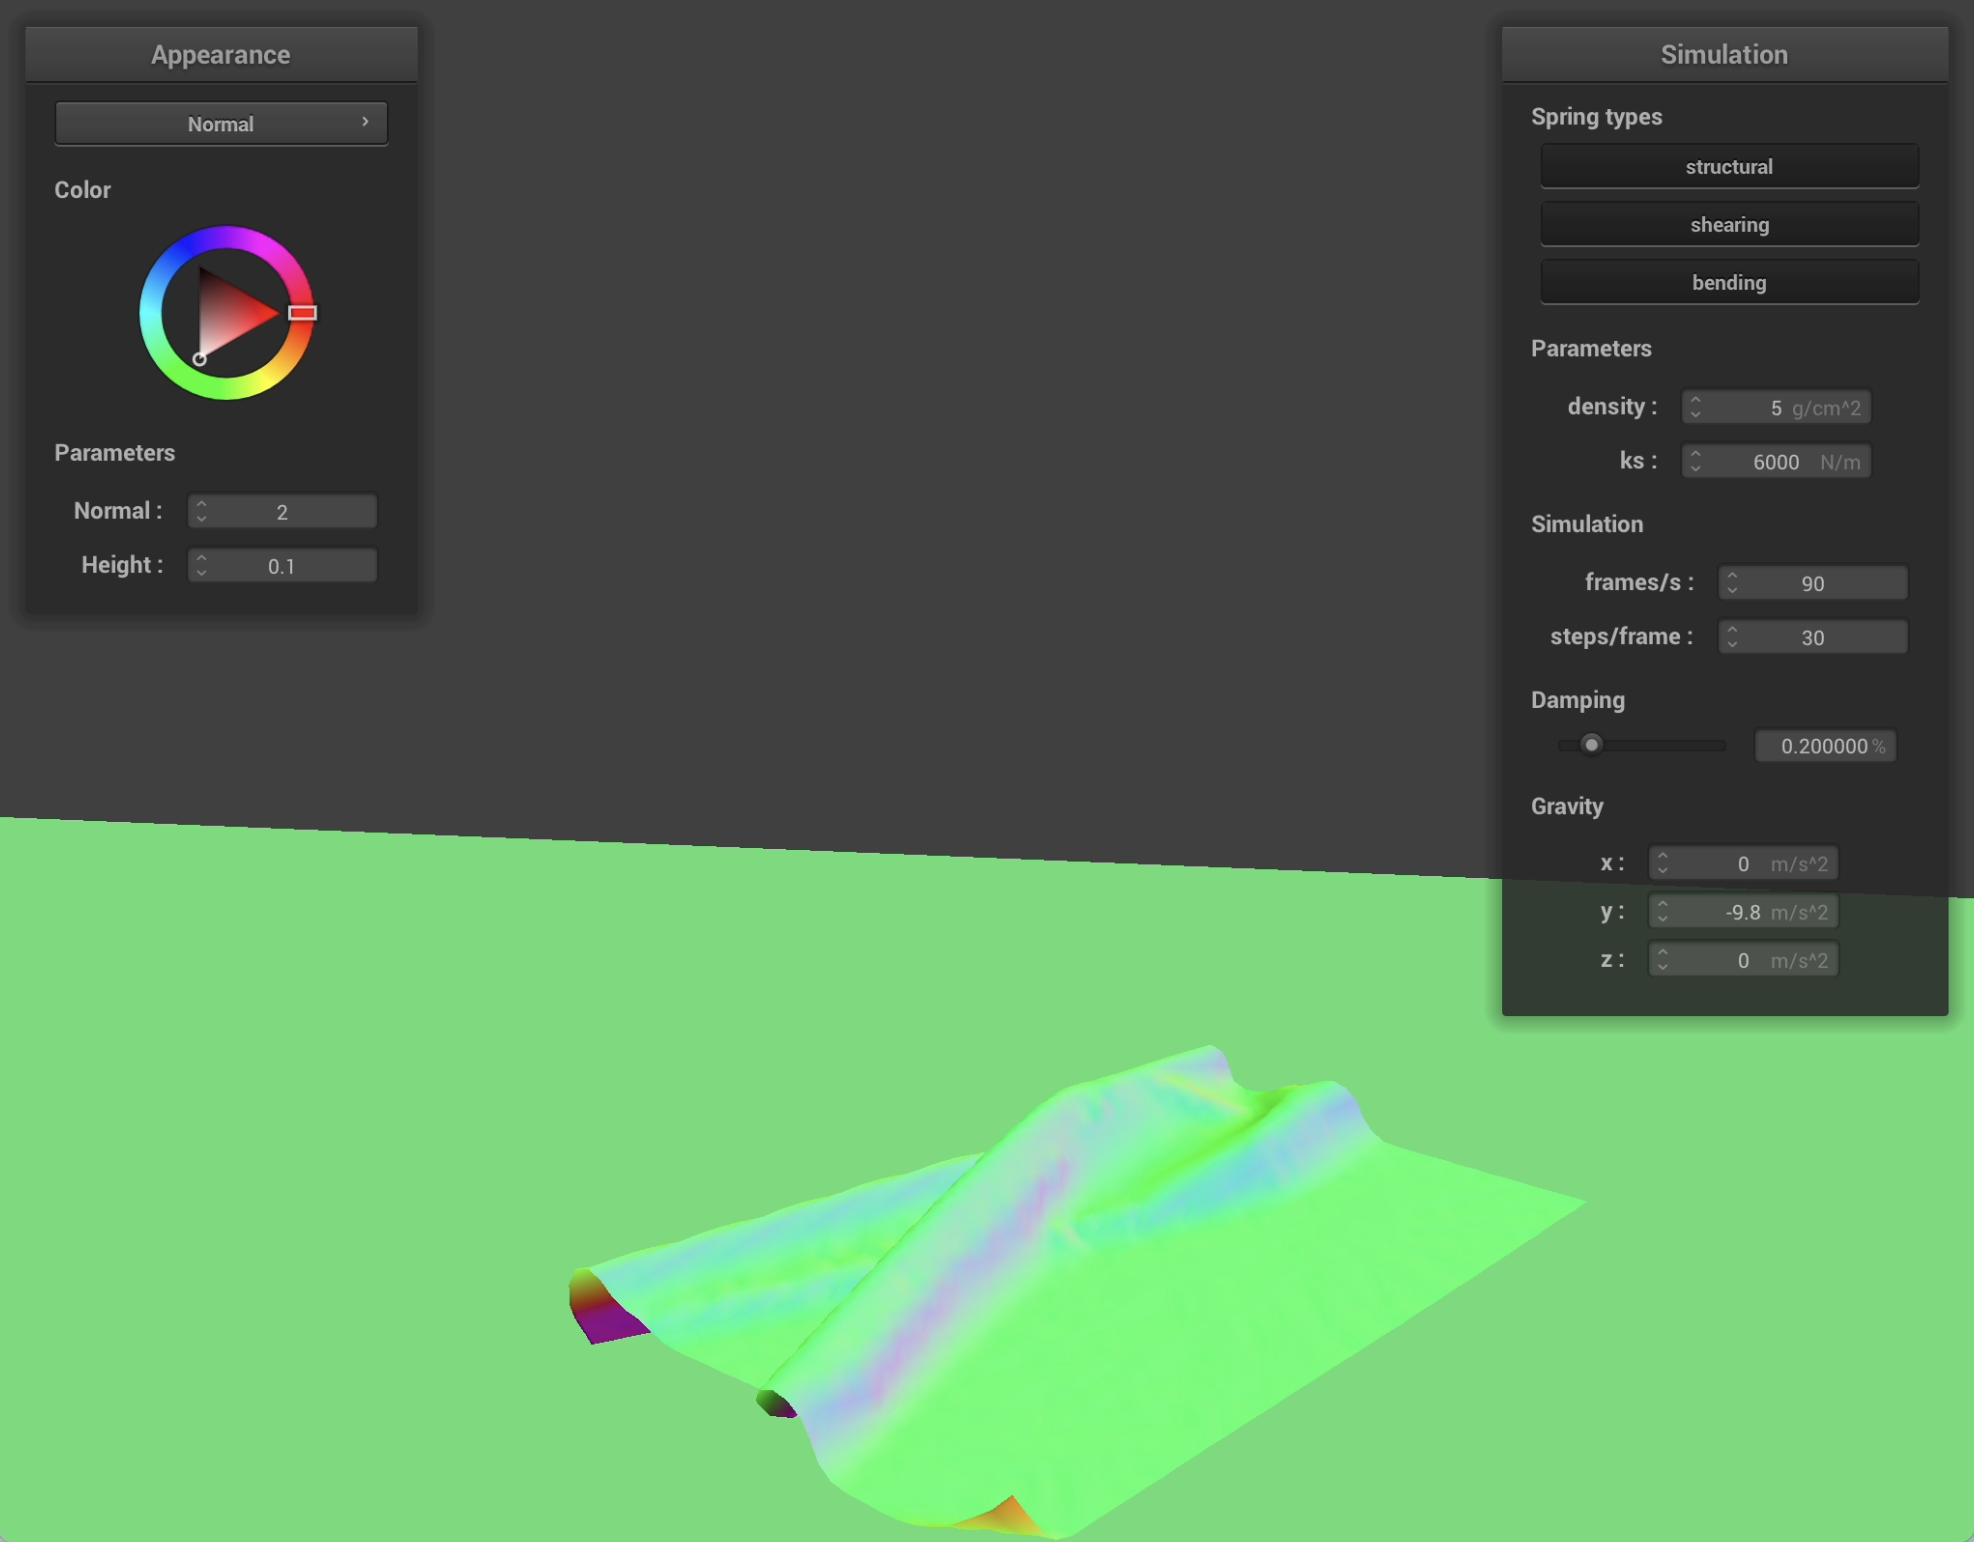 Appearance
Normal
Color
Parameters
Normal : 2
Height : 0.1
Simulation
Spring types
structural
shearing
bending
Parameters
density : 5 g/cm^2
ks : 6000 N/m
Simulation
frames/s : 90
steps/frame : 30
Damping
0.200000 %
Gravity
x : 0 m/s^2
y : -9.8 m/s^2
z : 0 m/s^2